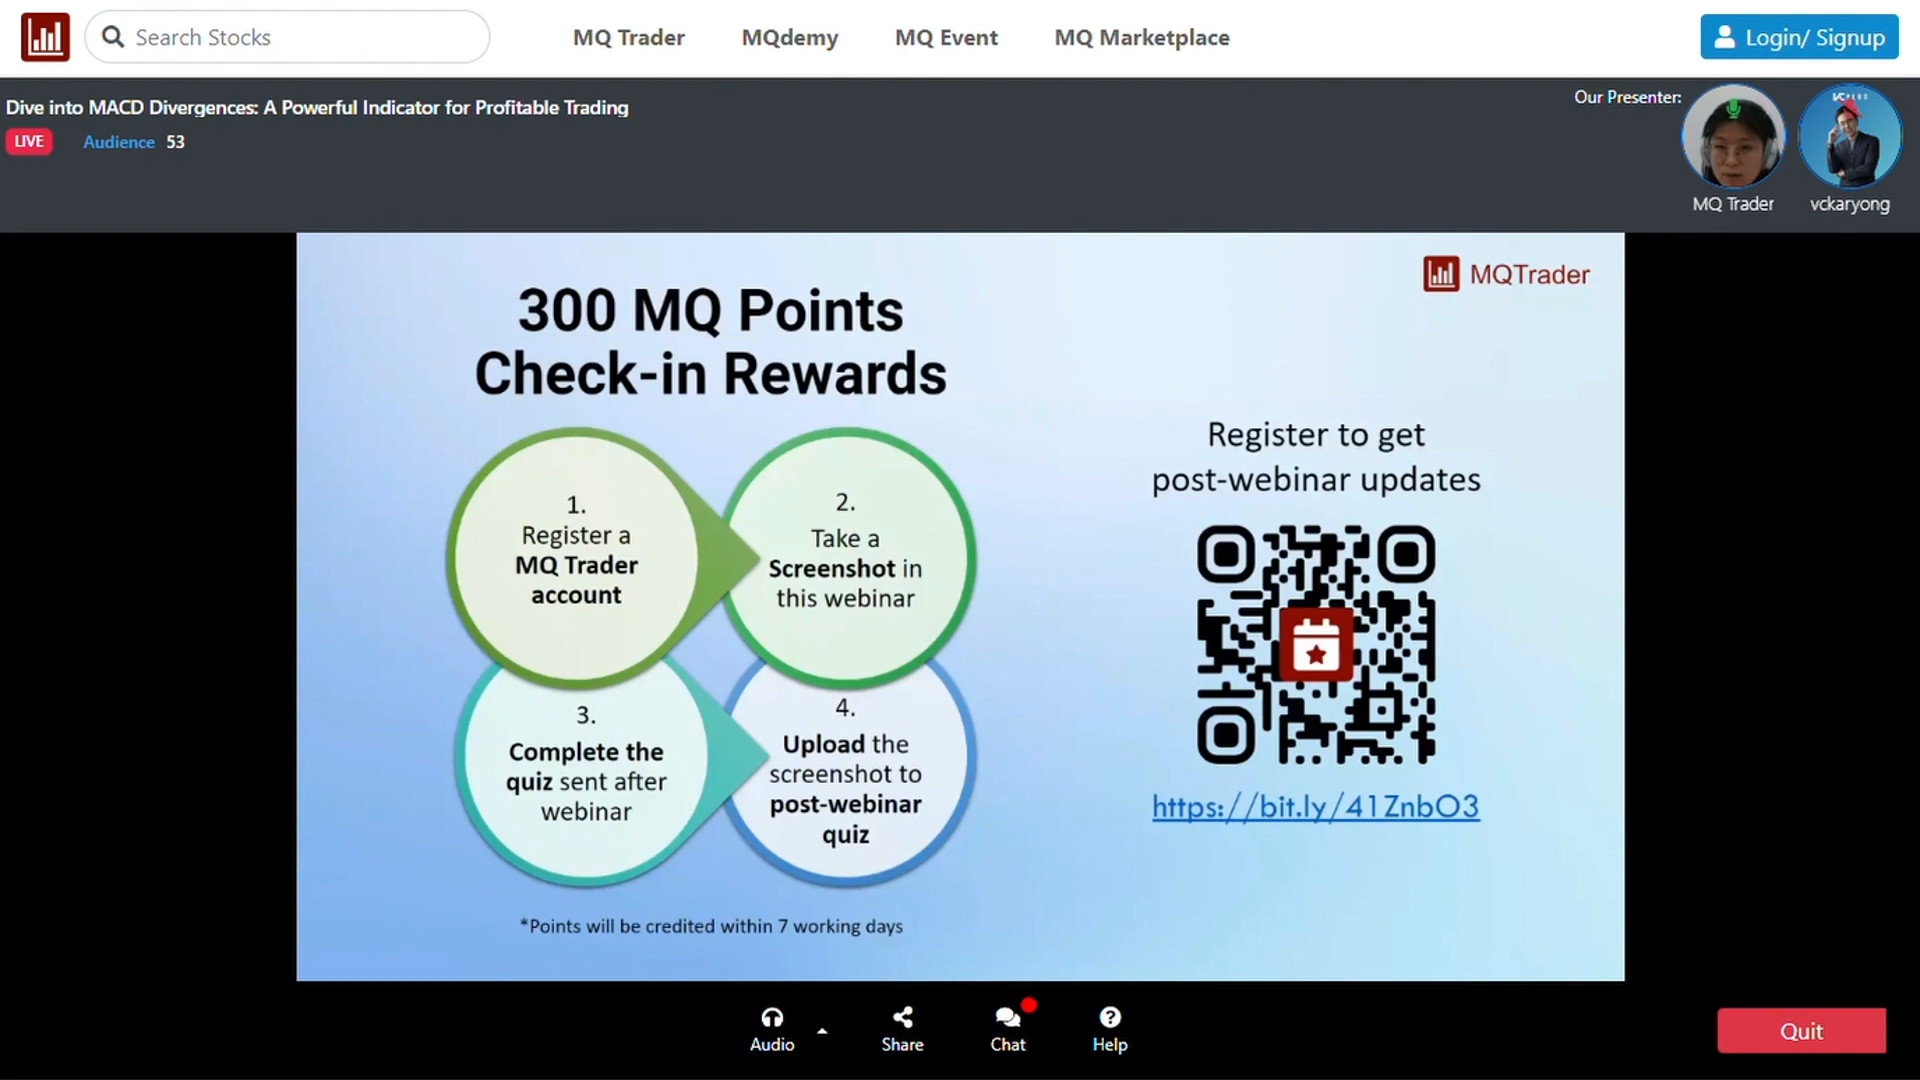 Search Stocks
MQ Trader
MQdemy
MQ Event
MQ Marketplace
Login/ Signup
Dive into MACD Divergences: A Powerful Indicator for Profitable Trading
LIVE
Audience 53
Our Presenter:
VCPLUS
MQ Trader
vckaryong
MQTrader
300 MQ Points
Check-in Rewards
1.
Register a
MQ Trader
account
2.
Take a
Screenshot in
this webinar
3.
Complete the
quiz sent after
webinar
4.
Upload the
screenshot to
post-webinar
quiz
*Points will be credited within 7 working days
Register to get
post-webinar updates
https://bit.ly/41ZnbO3
Audio
Share
Chat
Help
Quit